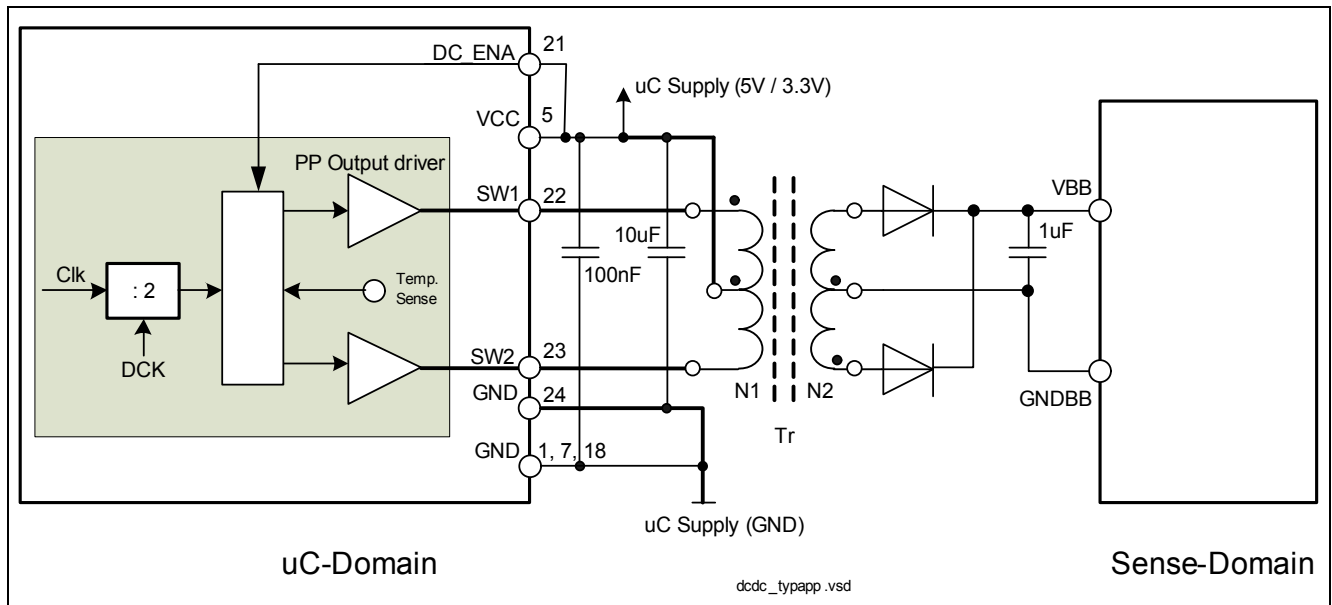 DC_ENA
21
uC Supply (5V / 3.3V)
VCC
5
PP Output driver
SW1
22
VBB
10uF
1uF
100nF
Clk
: 2
Temp.
Sense
DCK
SW2
23
N1
N2
GND
24
GNDBB
Tr
GND
1, 7, 18
uC Supply (GND)
uC-Domain
Sense-Domain
dcdc_typapp.vsd